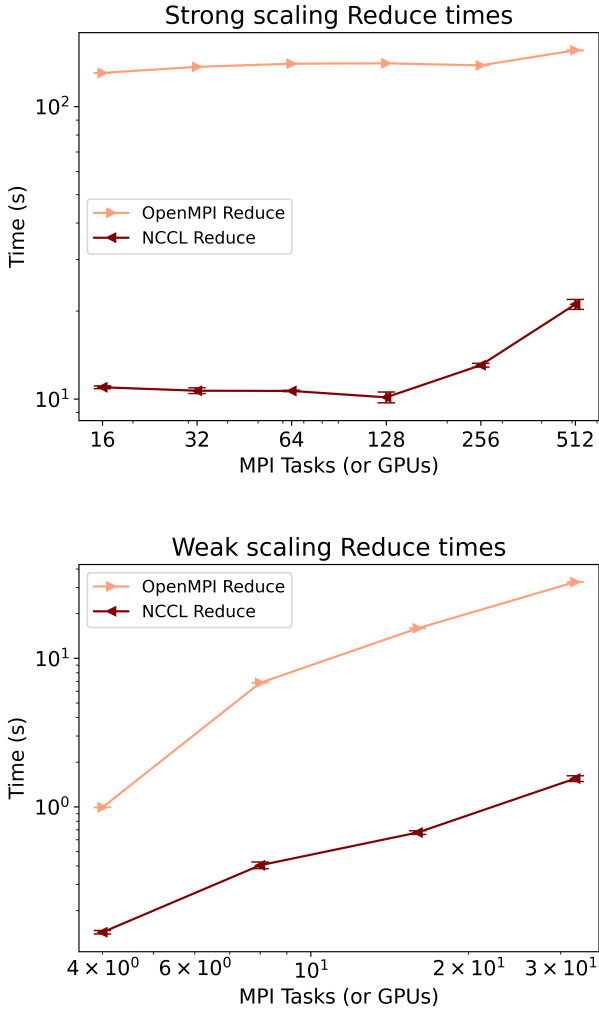 Strong scaling Reduce times
Time (s)
10²
10¹
OpenMPI Reduce
NCCL Reduce
16 32 64 128 256 512
MPI Tasks (or GPUs)
Weak scaling Reduce times
Time (s)
10¹
10⁰
OpenMPI Reduce
NCCL Reduce
4 × 10⁰ 6 × 10⁰ 10¹ 2 × 10¹ 3 × 10¹
MPI Tasks (or GPUs)